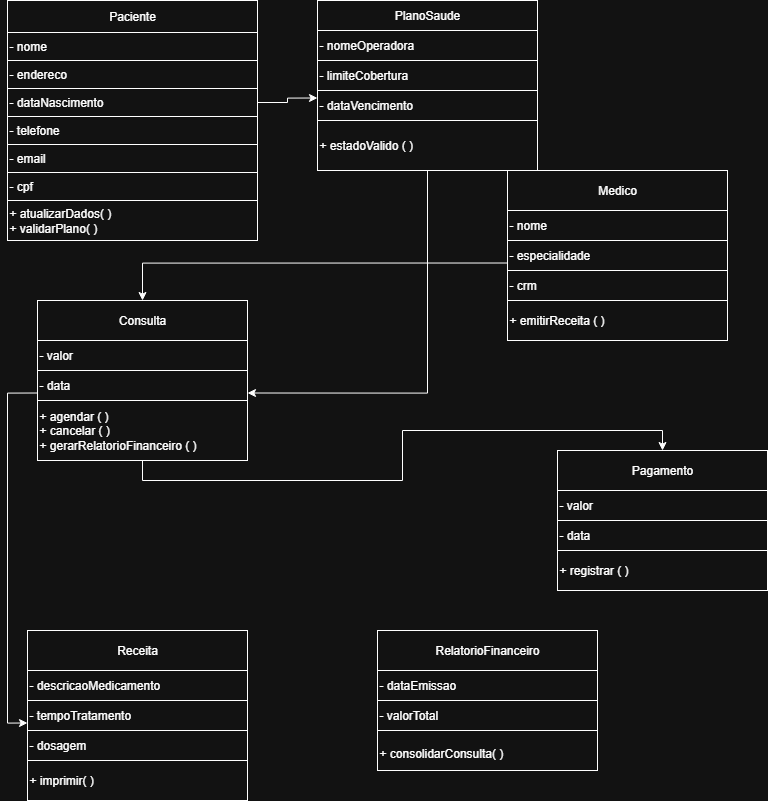 Paciente
- nome
- endereco
- dataNascimento
- telefone
- email
- cpf
+ atualizarDados( )
+ validarPlano( )
PlanoSaude
- nomeOperadora
- limiteCobertura
- dataVencimento
+ estadoValido ( )
Medico
- nome
- especialidade
- crm
+ emitirReceita ( )
Consulta
- valor
- data
+ agendar ( )
+ cancelar ( )
+ gerarRelatorioFinanceiro ( )
Pagamento
- valor
- data
+ registrar ( )
Receita
- descricaoMedicamento
- tempoTratamento
- dosagem
+ imprimir( )
RelatorioFinanceiro
- dataEmissao
- valorTotal
+ consolidarConsulta( )